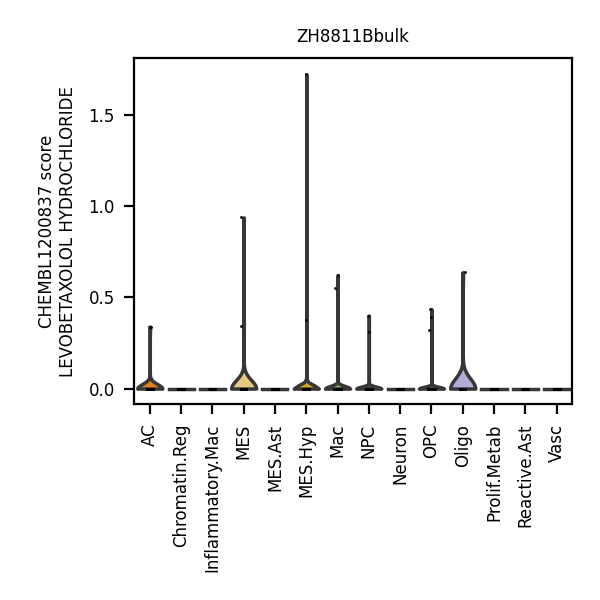 ZH8811Bbulk
CHEMBL1200837 score
LEVOBETAXOLOL HYDROCHLORIDE
1.5
1.0
0.5
0.0
AC
Chromatin.Reg
Inflammatory.Mac
MES
MES.Ast
MES.Hyp
Mac
NPC
Neuron
OPC
Oligo
Prolif.Metab
Reactive.Ast
Vasc